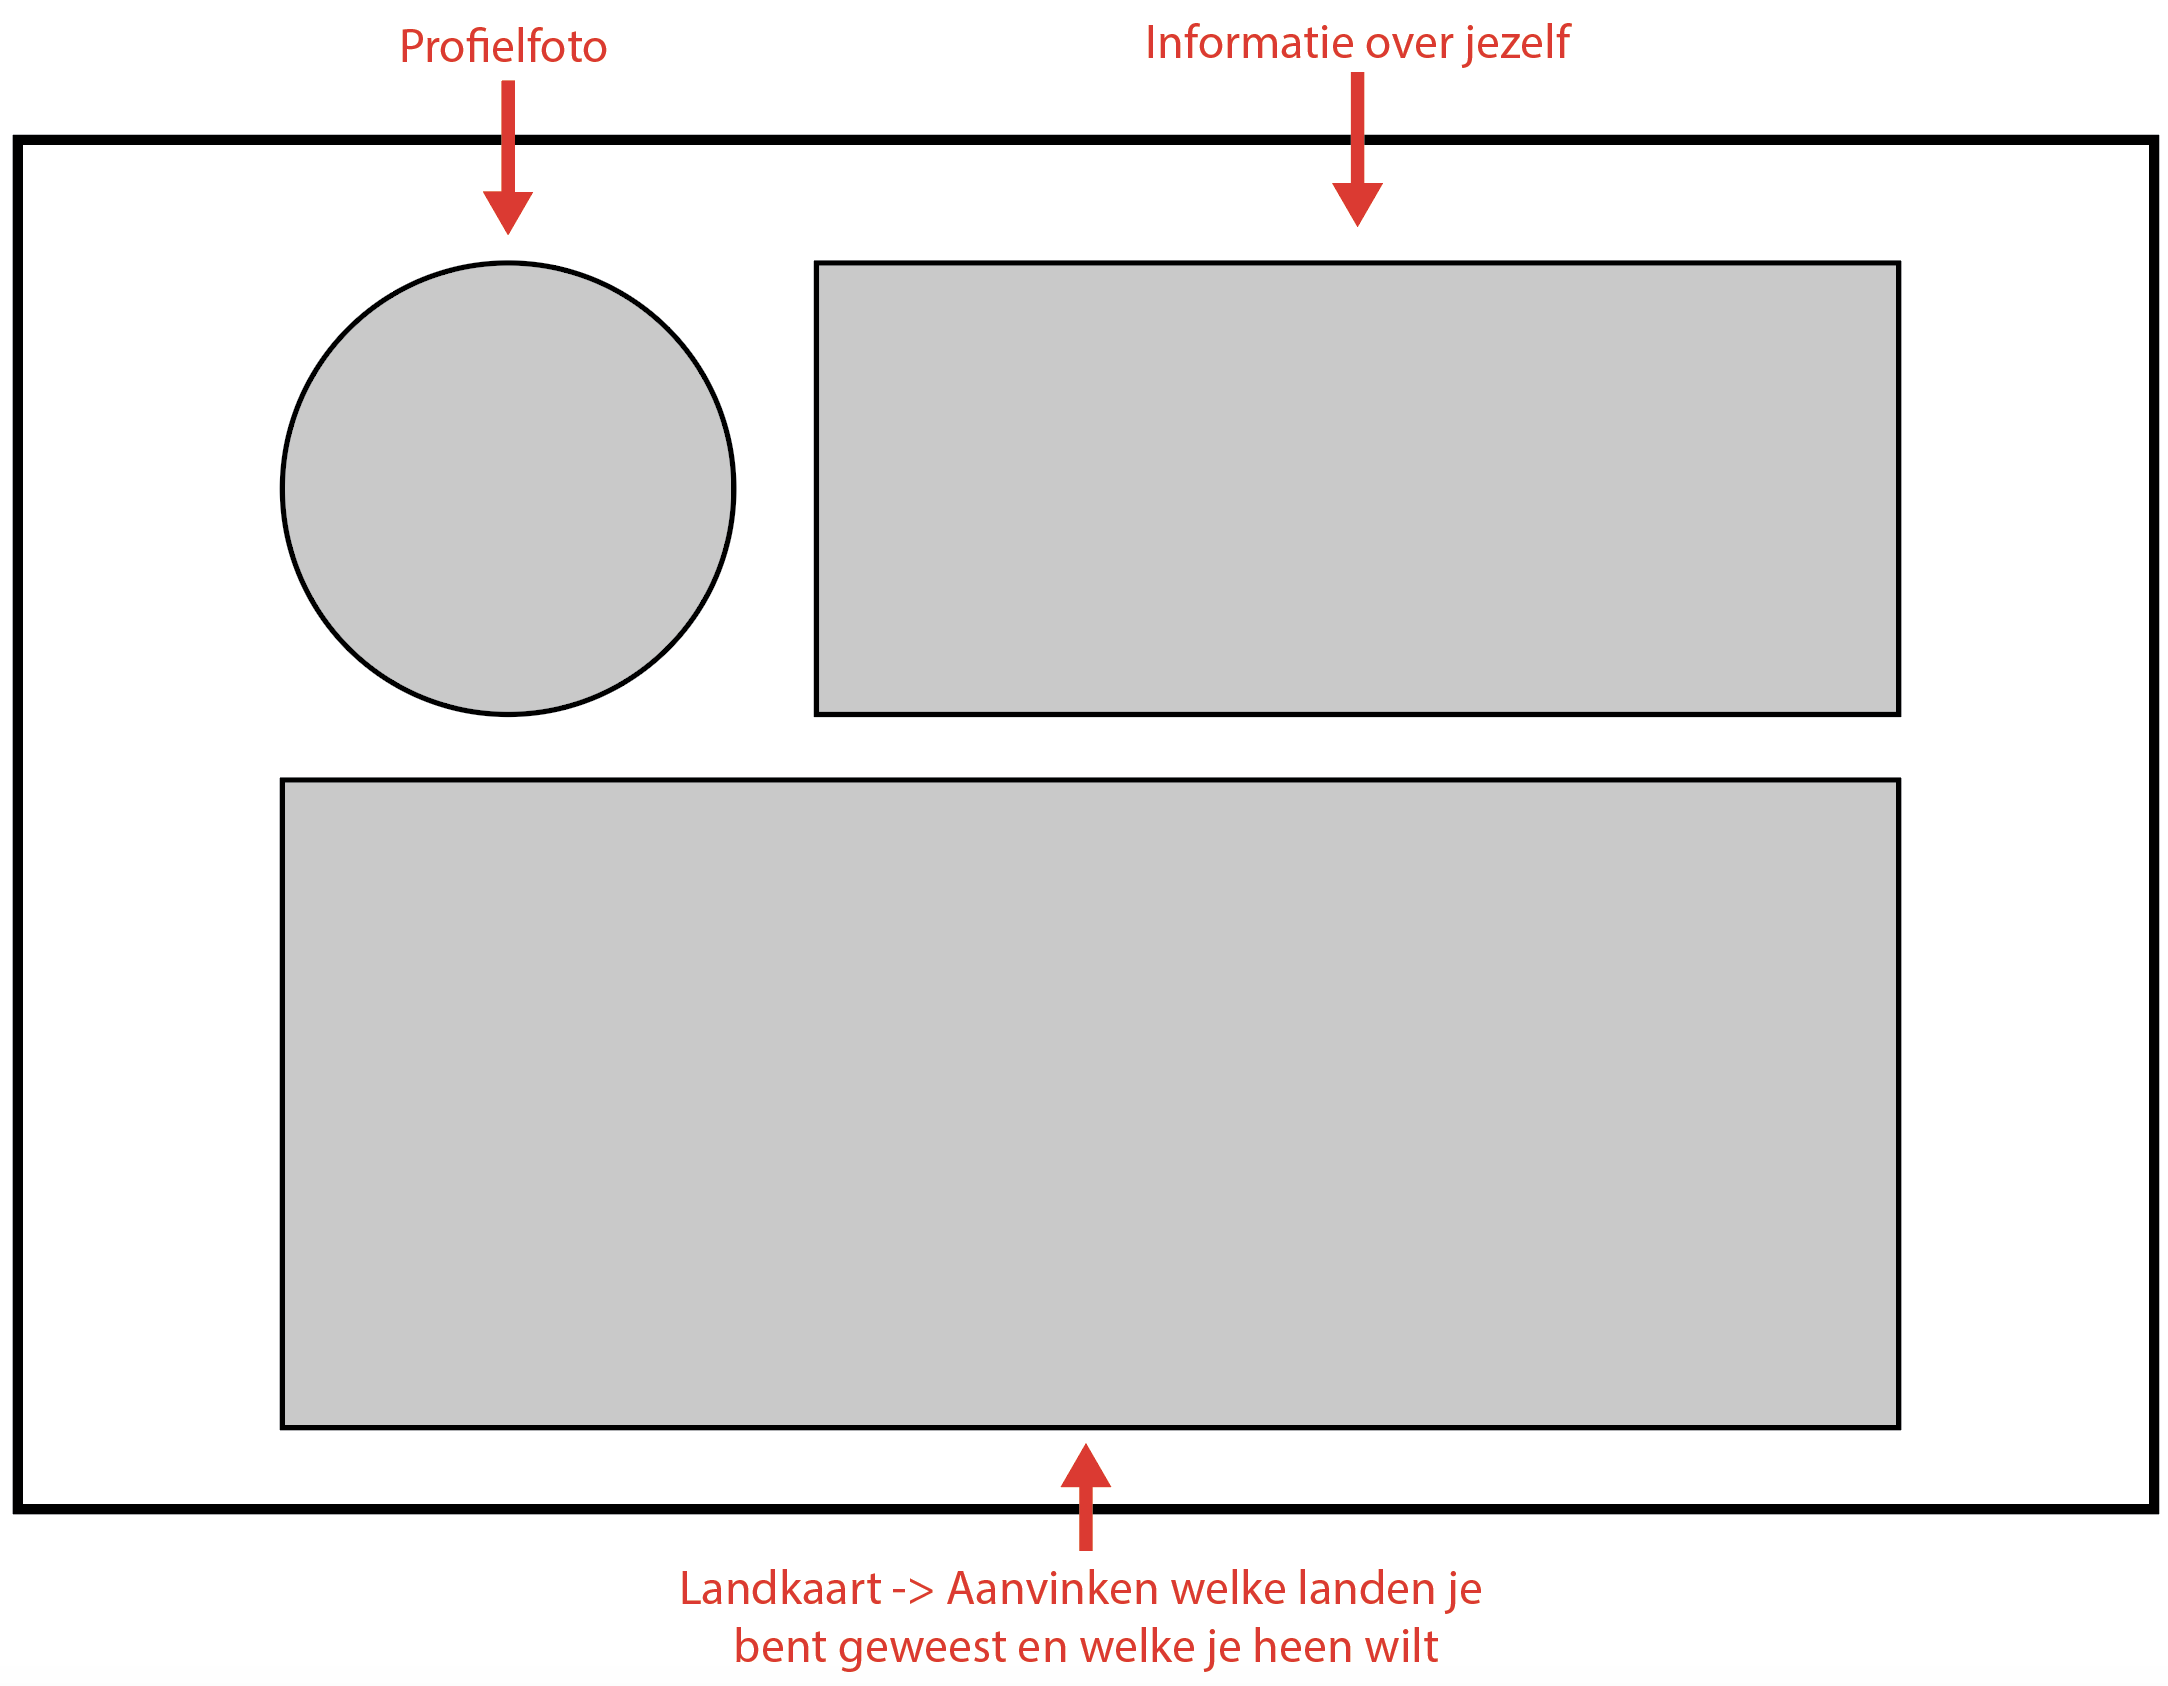 Profielfoto
Informatie over jezelf
Landkaart -> Aanvinken welke landen je
bent geweest en welke je heen wilt